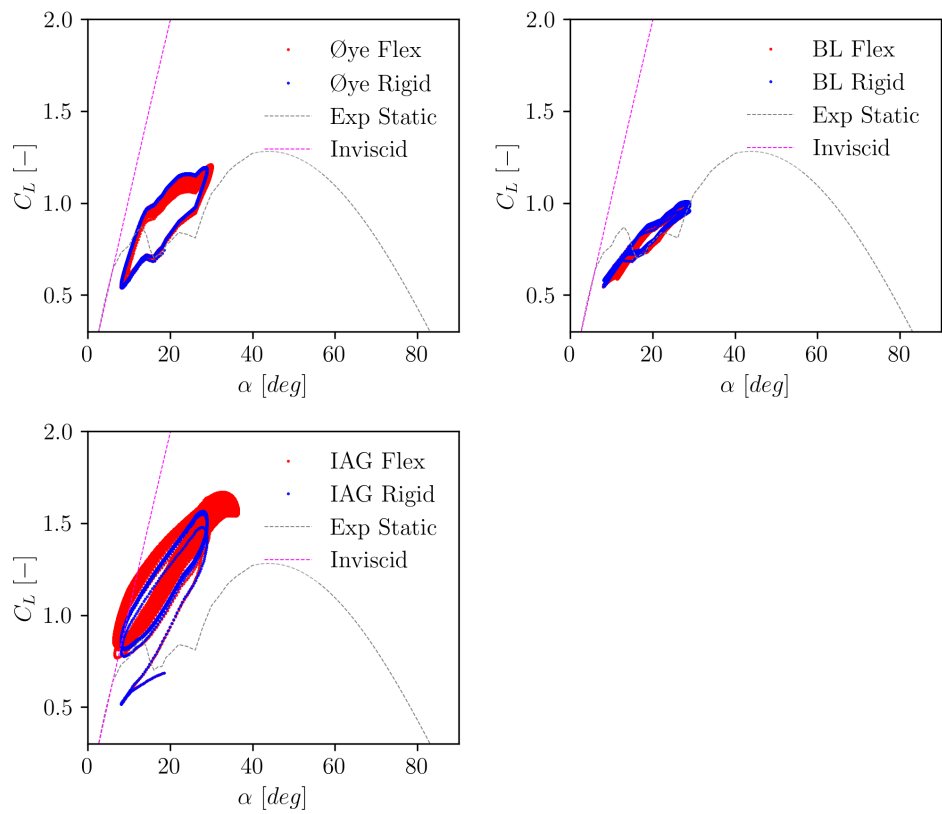 2.0
1.5
1.0
0.5
C_L [−]
0 20 40 60 80
α [deg]
Øye Flex
Øye Rigid
Exp Static
Inviscid
2.0
1.5
1.0
0.5
C_L [−]
0 20 40 60 80
α [deg]
BL Flex
BL Rigid
Exp Static
Inviscid
2.0
1.5
1.0
0.5
C_L [−]
0 20 40 60 80
α [deg]
IAG Flex
IAG Rigid
Exp Static
Inviscid